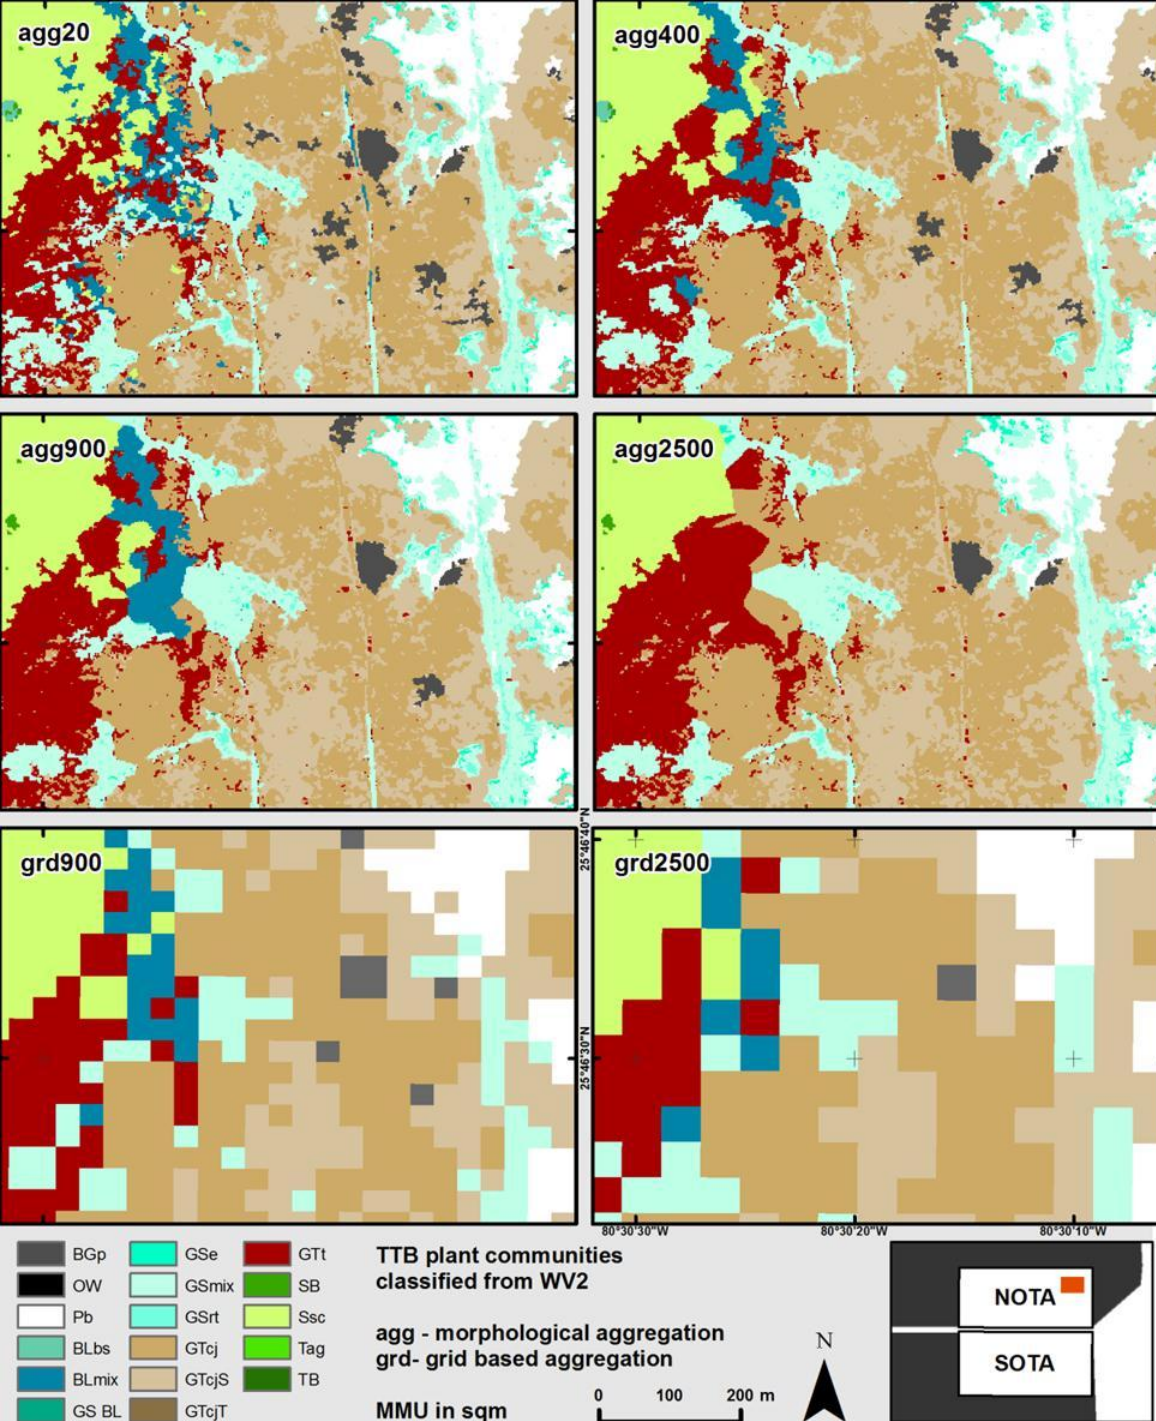 agg20
agg400
agg900
agg2500
grd900
grd2500
25°46'40"N
25°46'30"N
80°30'30"W
80°30'20"W
80°30'10"W
BGp
GSe
GTt
OW
GSmix
SB
Pb
GSrt
Ssc
BLbs
GTcj
Tag
BLmix
GTcjS
TB
GS BL
GTcjT
TTB plant communities
classified from WV2
agg - morphological aggregation
grd- grid based aggregation
MMU in sqm
0 100 200 m
N
NOTA
SOTA